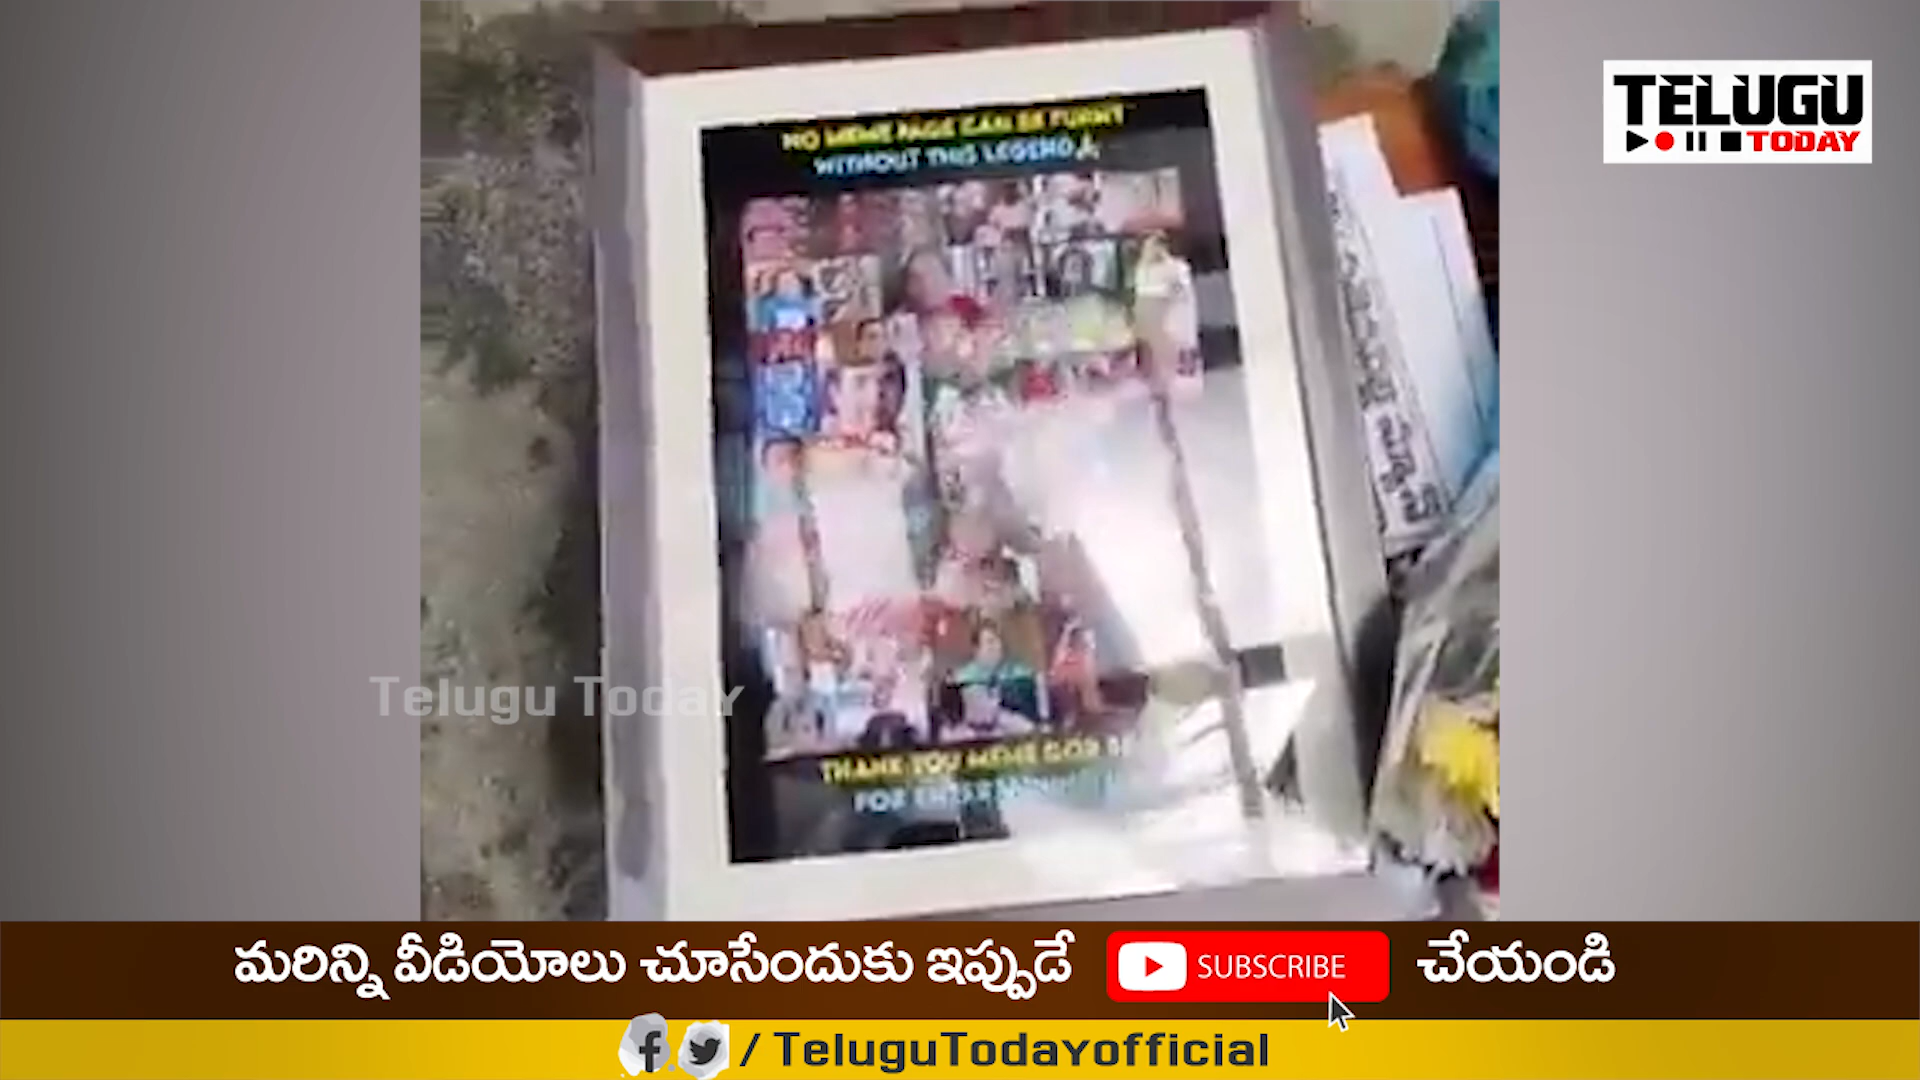 TELUGU
TODAY
NO MEME PAGE CAN BE FUNNY
WITHOUT THIS LEGEND
Telugu Today
THANK YOU MEME GOD
FOR
మరిన్ని వీడియోలు చూసేందుకు ఇప్పుడే SUBSCRIBE చేయండి
/ TeluguTodayofficial